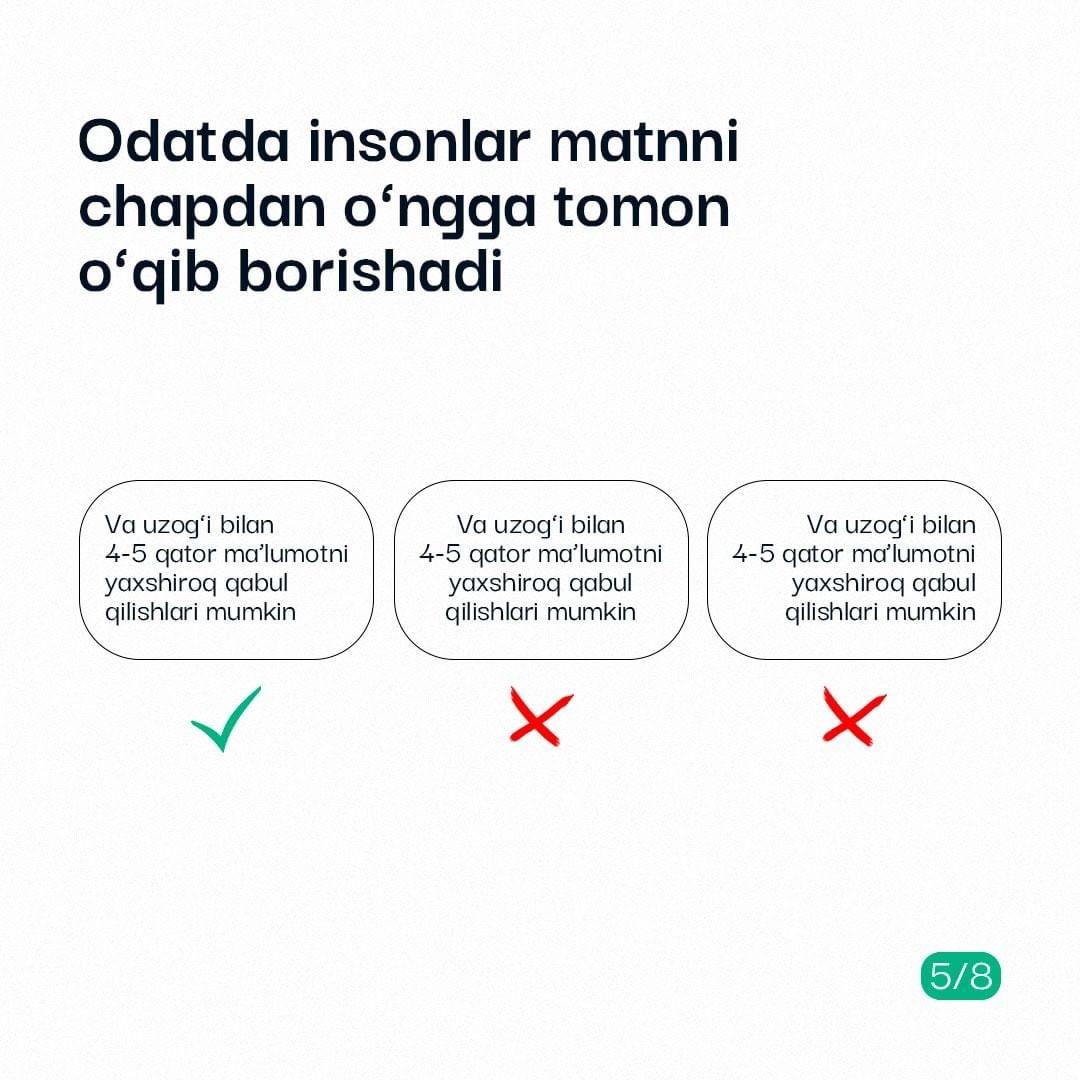 Odatda insonlar matnni
chapdan o‘ngga tomon
o‘qib borishadi
Va uzog‘i bilan
4-5 qator ma’lumotni
yaxshiroq qabul
qilishlari mumkin
Va uzog‘i bilan
4-5 qator ma’lumotni
yaxshiroq qabul
qilishlari mumkin
Va uzog‘i bilan
4-5 qator ma’lumotni
yaxshiroq qabul
qilishlari mumkin
5/8